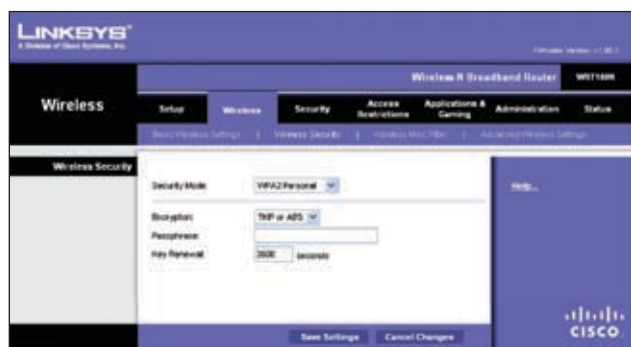 LINKSYS®
A Division of Cisco Systems, Inc.
Firmware Version:
Wireless-N Broadband Router
WRT160N
Wireless
Setup
Wireless
Security
Access Restrictions
Applications & Gaming
Administration
Status
Basic Wireless Settings | Wireless Security | Wireless MAC Filter | Advanced Wireless Settings
Wireless Security
Security Mode: WPA2 Personal
Encryption: TKIP or AES
Passphrase:
Key Renewal: 3600 seconds
Help...
Save Settings
Cancel Changes
CISCO